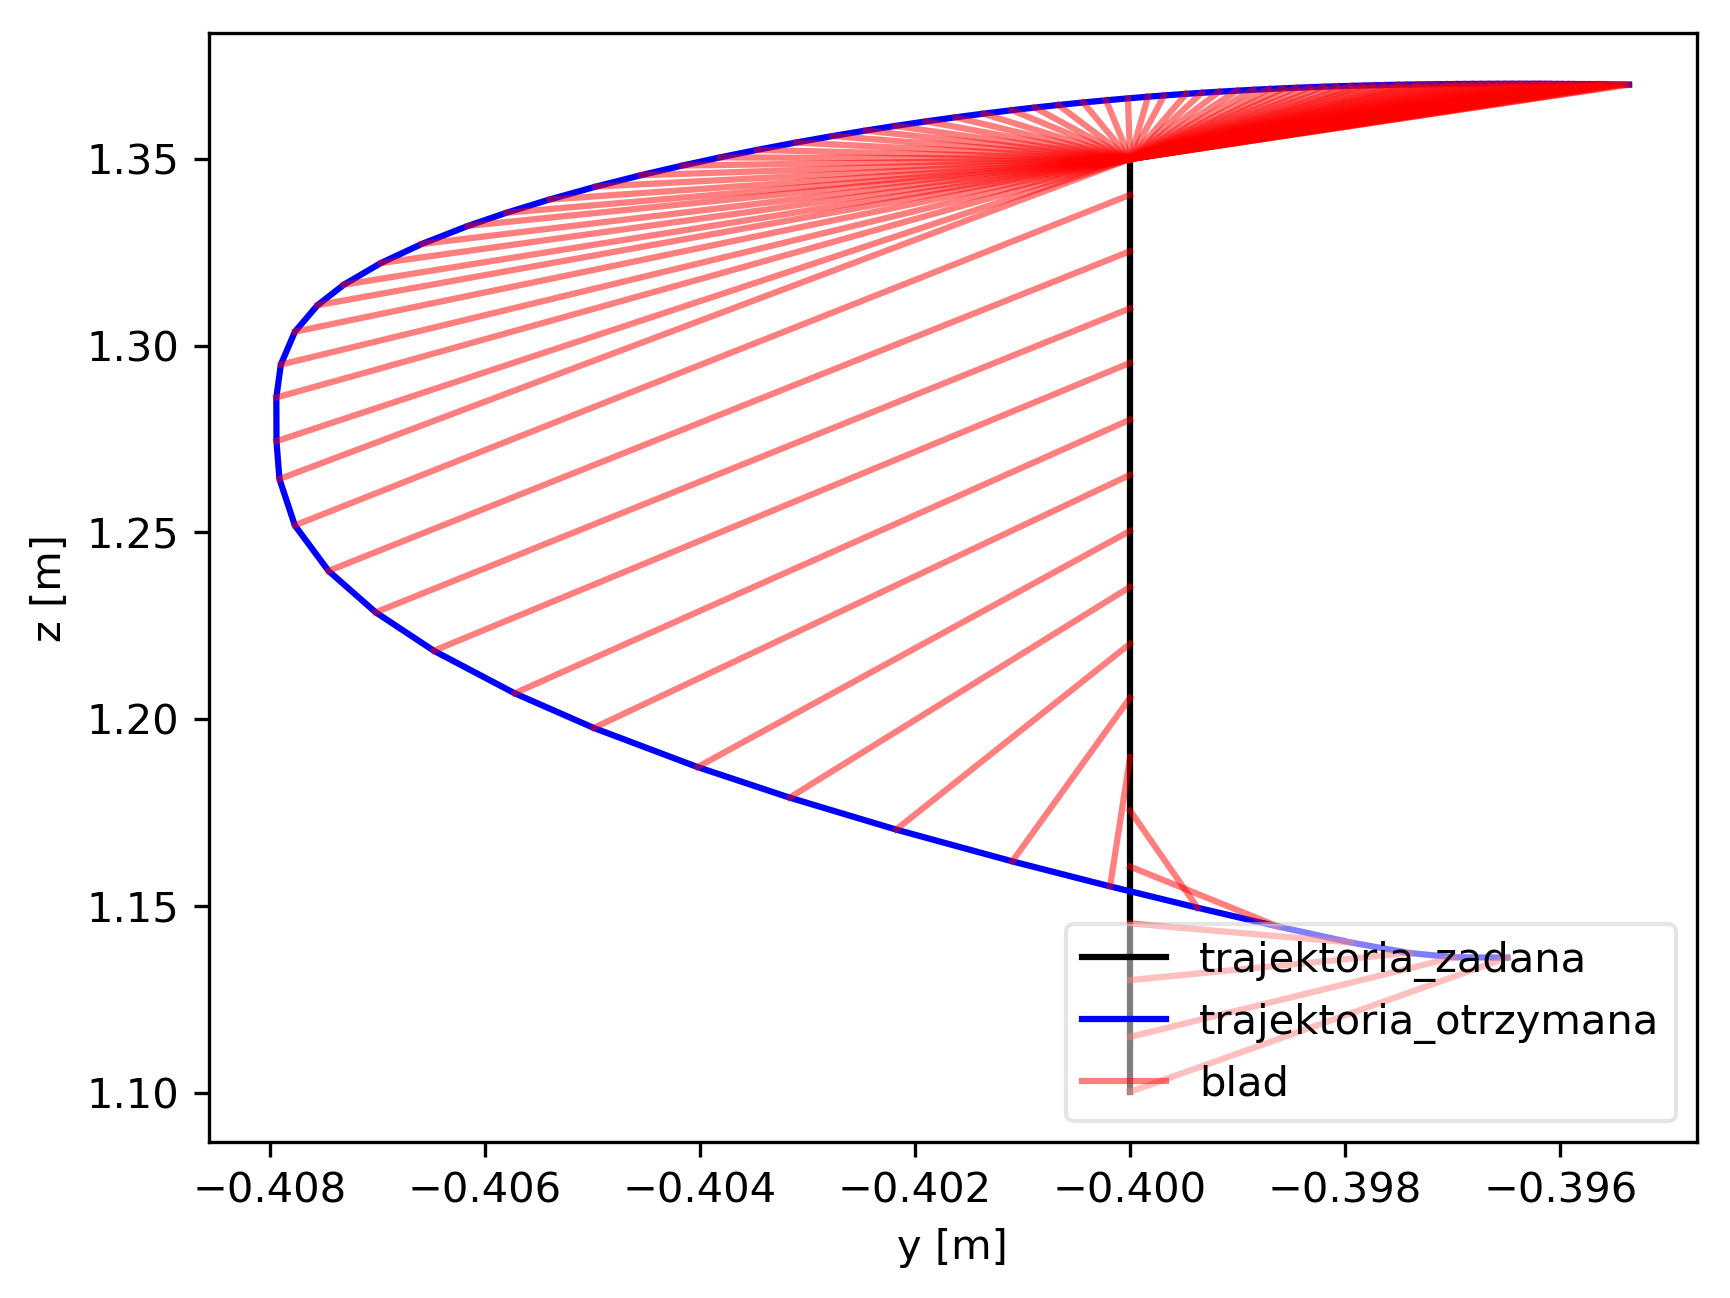 z [m]
1.35
1.30
1.25
1.20
1.15
1.10
trajektoria_zadana
trajektoria_otrzymana
blad
−0.408 −0.406 −0.404 −0.402 −0.400 −0.398 −0.396
y [m]